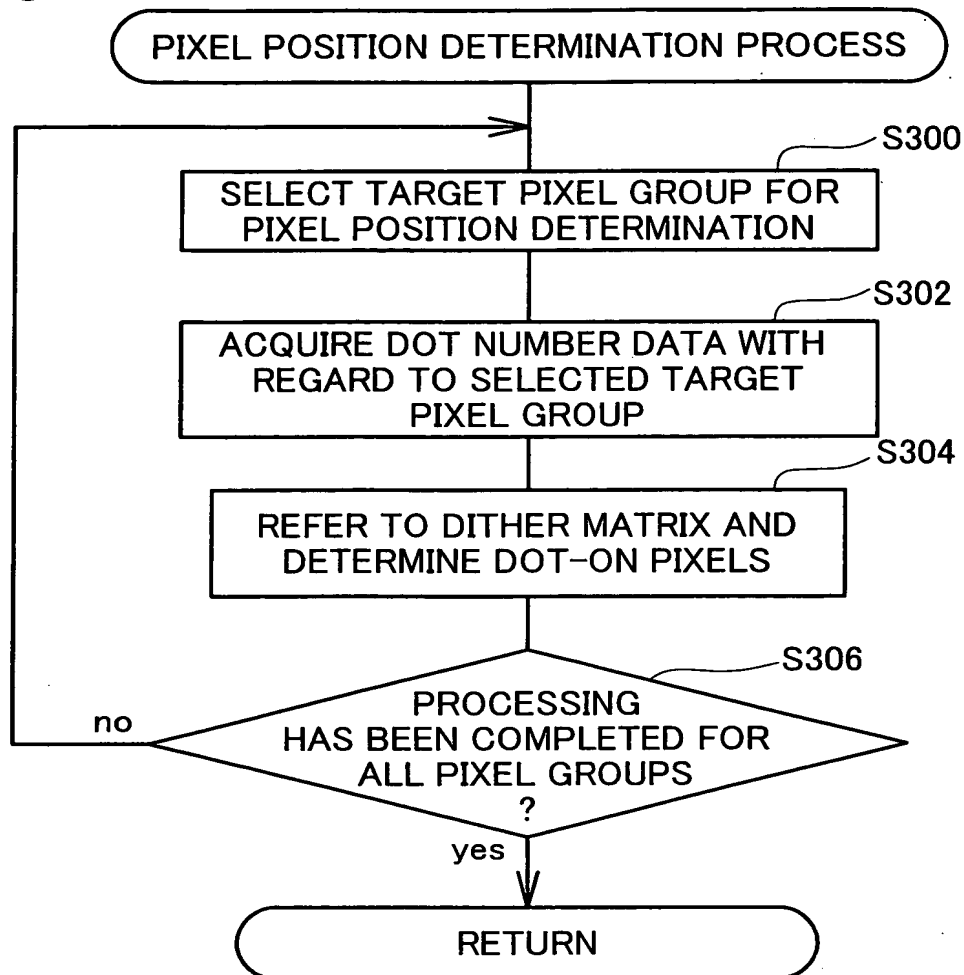 PIXEL POSITION DETERMINATION PROCESS
S300
SELECT TARGET PIXEL GROUP FOR
PIXEL POSITION DETERMINATION
S302
ACQUIRE DOT NUMBER DATA WITH
REGARD TO SELECTED TARGET
PIXEL GROUP
S304
REFER TO DITHER MATRIX AND
DETERMINE DOT-ON PIXELS
S306
PROCESSING
HAS BEEN COMPLETED FOR
ALL PIXEL GROUPS
?
no
yes
RETURN